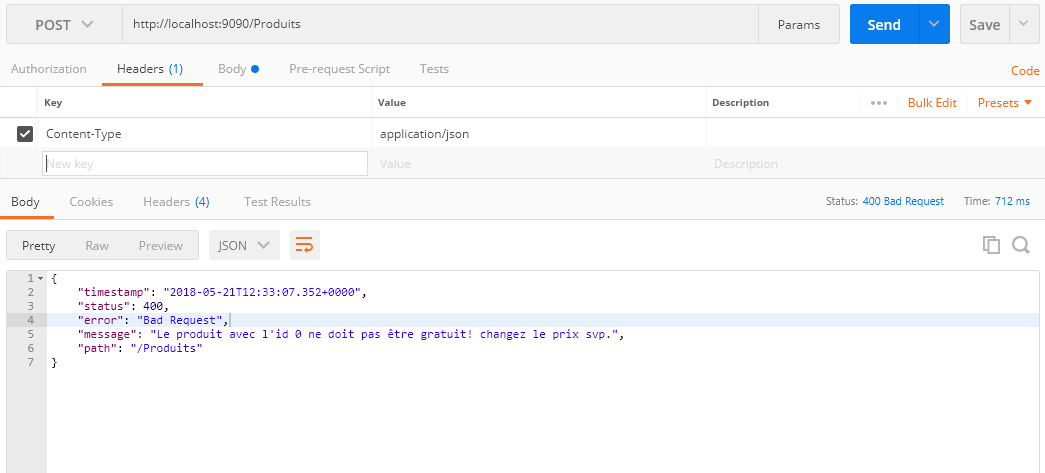 POST http://localhost:9090/Produits Params Send Save
Authorization Headers (1) Body Pre-request Script Tests Code
Key Value Description ••• Bulk Edit Presets
Content-Type application/json
New key Value Description
Body Cookies Headers (4) Test Results Status: 400 Bad Request Time: 712 ms
Pretty Raw Preview JSON
1 {
2 "timestamp": "2018-05-21T12:33:07.352+0000",
3 "status": 400,
4 "error": "Bad Request",
5 "message": "Le produit avec l'id 0 ne doit pas être gratuit! changez le prix svp.",
6 "path": "/Produits"
7 }